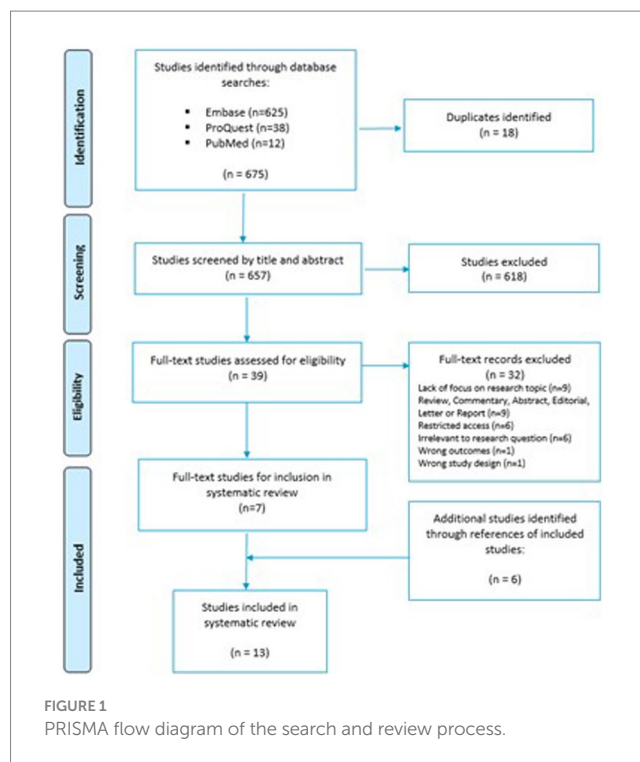 Identification
Studies identified through database
searches:
▪ Embase (n=625)
▪ ProQuest (n=38)
▪ PubMed (n=12)
(n = 675)
Duplicates identified
(n = 18)
Screening
Studies screened by title and abstract
(n = 657)
Studies excluded
(n = 618)
Eligibility
Full-text studies assessed for eligibility
(n = 39)
Full-text records excluded
(n = 32)
Lack of focus on research topic (n=9)
Review, Commentary, Abstract, Editorial,
Letter or Report (n=9)
Restricted access (n=6)
Irrelevant to research question (n=6)
Wrong outcomes (n=1)
Wrong study design (n=1)
Full-text studies for inclusion in
systematic review
(n=7)
Included
Additional studies identified
through references of included
studies:
(n = 6)
Studies included in
systematic review
(n = 13)
FIGURE 1
PRISMA flow diagram of the search and review process.